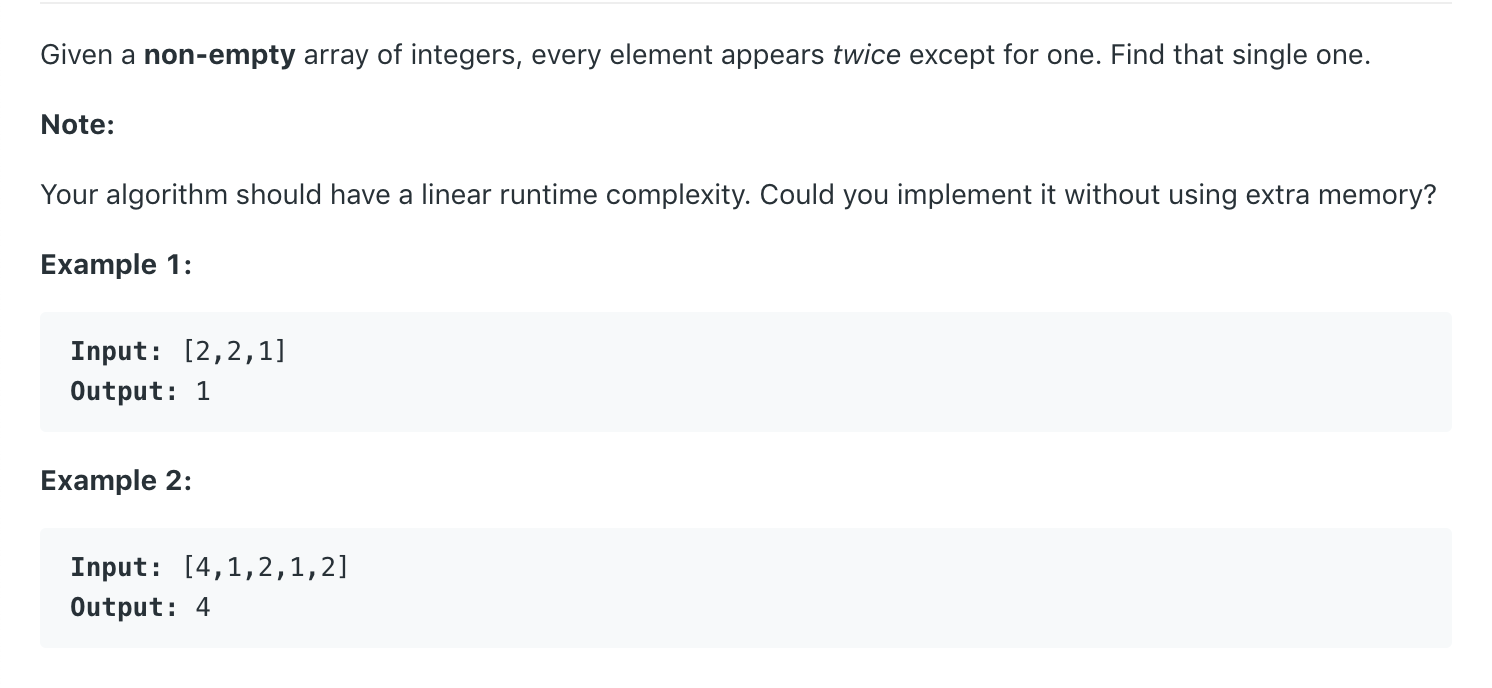 Given a non-empty array of integers, every element appears twice except for one. Find that single one.
Note:
Your algorithm should have a linear runtime complexity. Could you implement it without using extra memory?
Example 1:
Input: [2,2,1]
Output: 1
Example 2:
Input: [4,1,2,1,2]
Output: 4